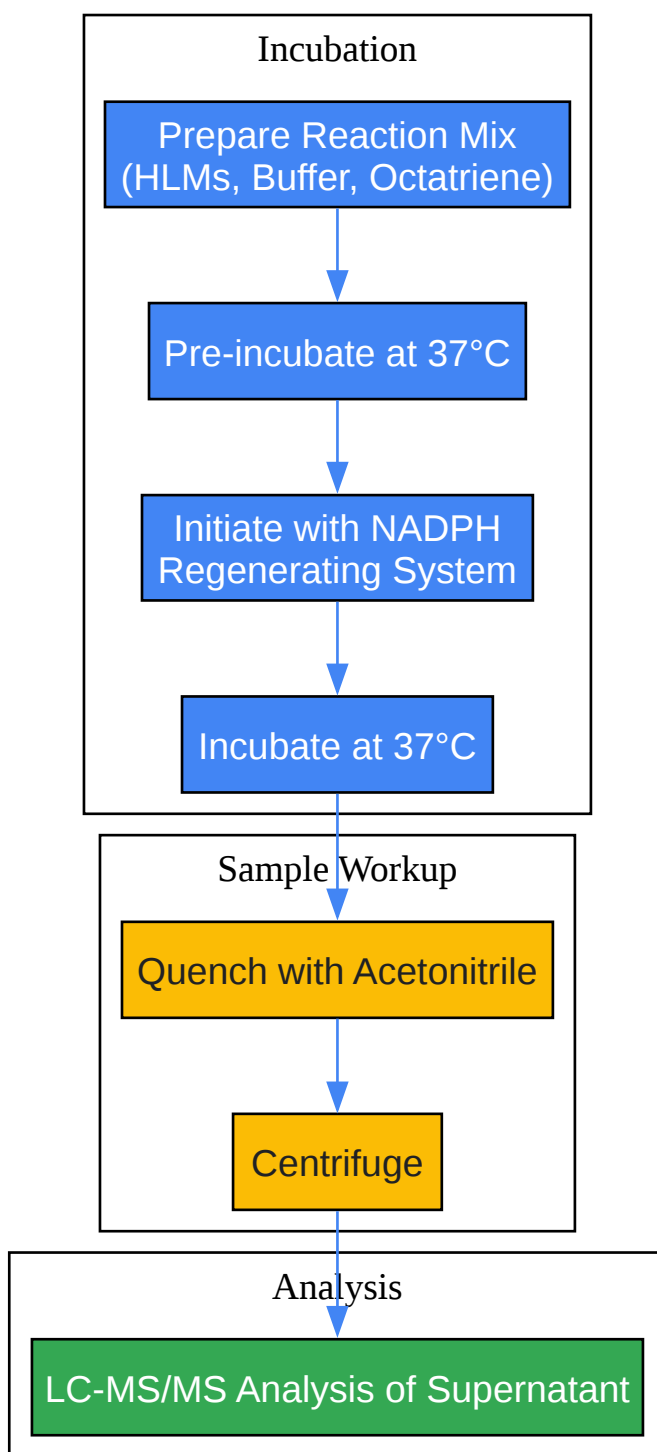 Incubation
Prepare Reaction Mix
(HLMs, Buffer, Octatriene)
Pre-incubate at 37°C
Initiate with NADPH
Regenerating System
Incubate at 37°C
Sample Workup
Quench with Acetonitrile
Centrifuge
Analysis
LC-MS/MS Analysis of Supernatant